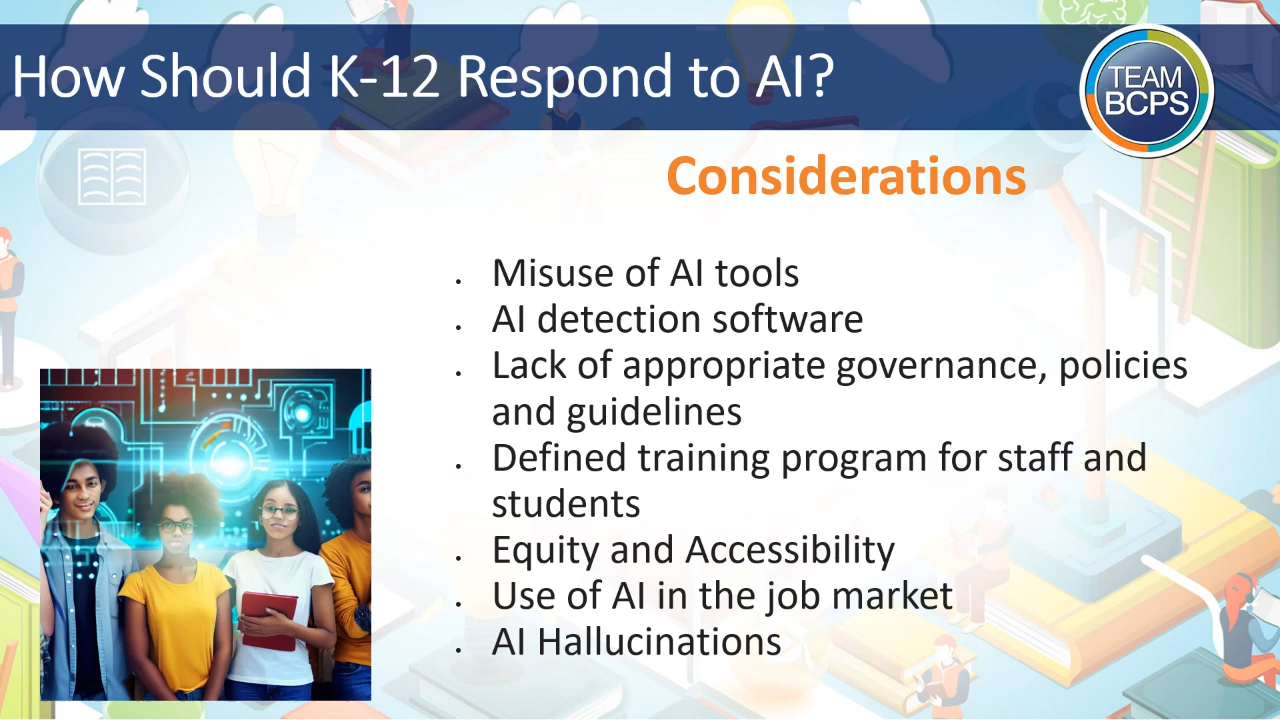 How Should K-12 Respond to AI?
TEAM
BCPS
Considerations
• Misuse of AI tools
• AI detection software
• Lack of appropriate governance, policies
and guidelines
• Defined training program for staff and
students
• Equity and Accessibility
• Use of AI in the job market
• AI Hallucinations